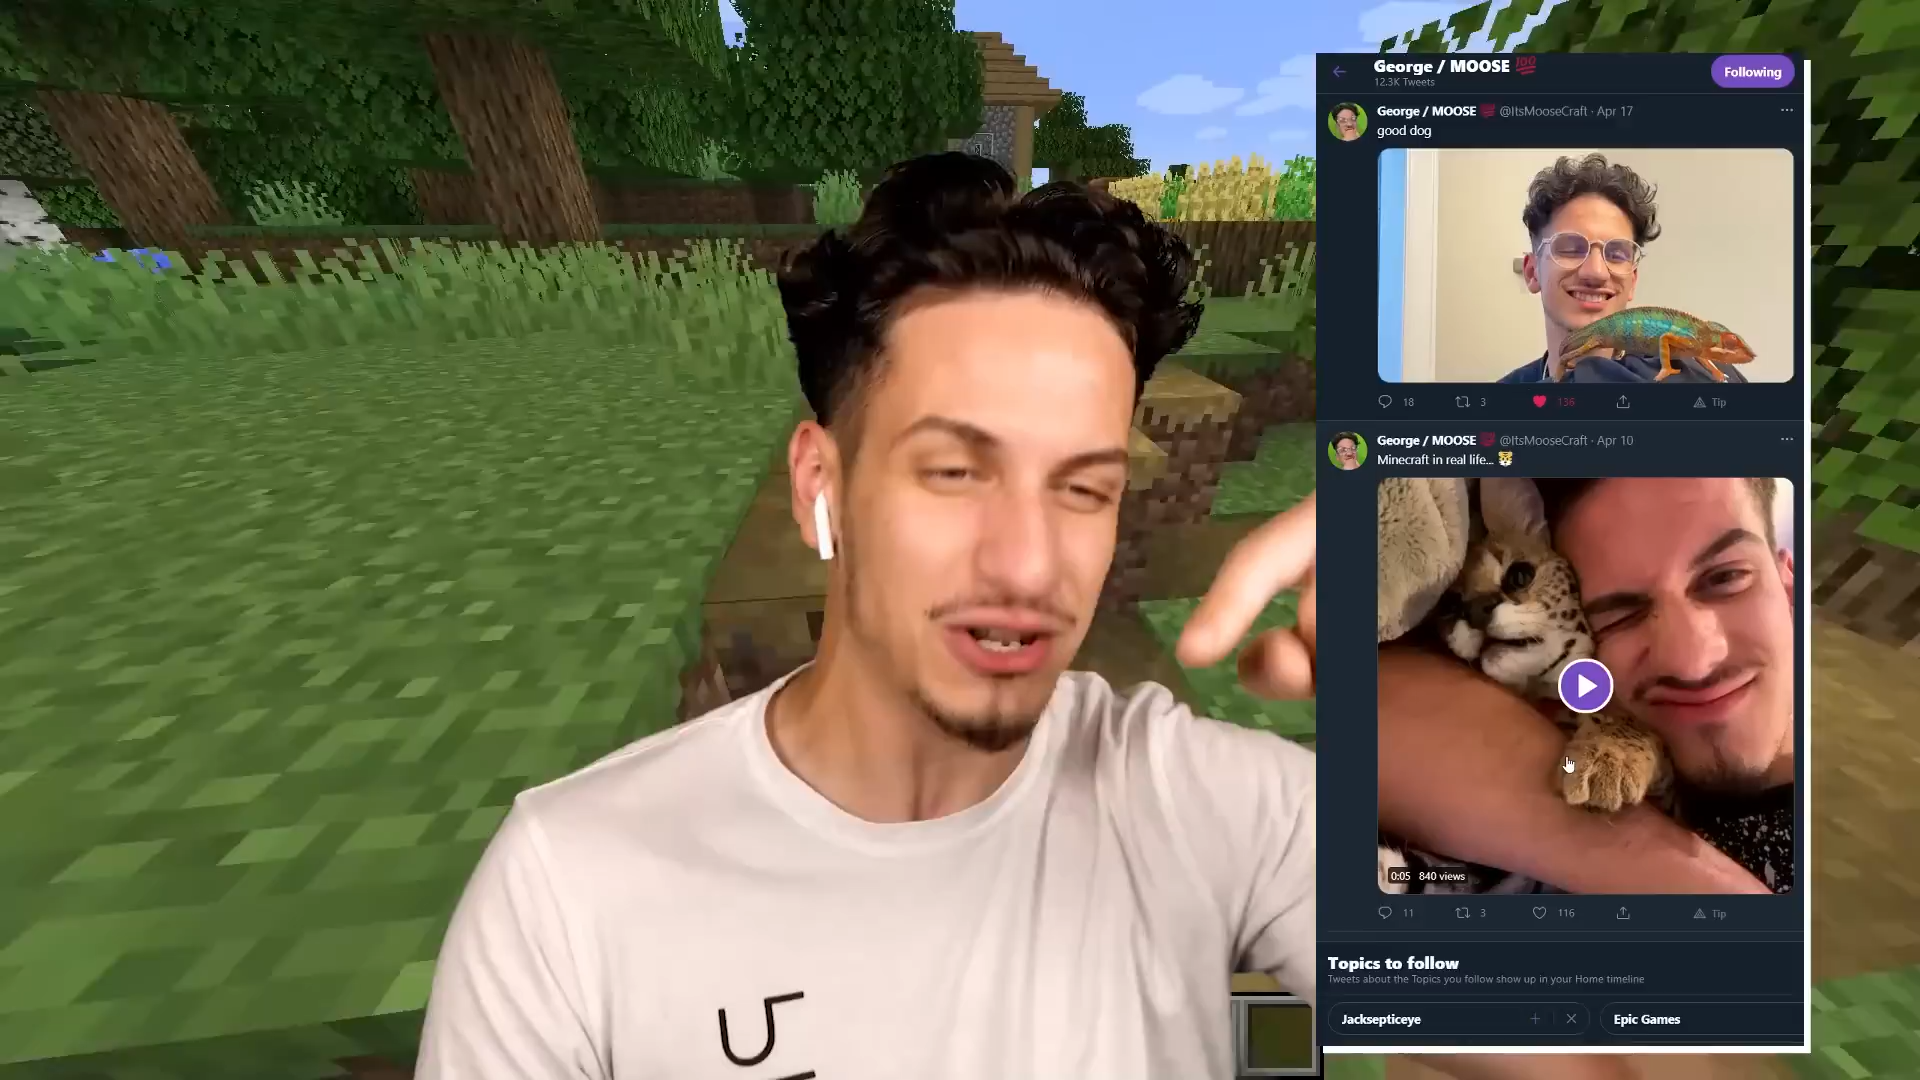 George / MOOSE 💯
12.3K Tweets
Following
George / MOOSE 💯 @ItsMooseCraft · Apr 17
good dog
18 3 136 Tip
George / MOOSE 💯 @ItsMooseCraft · Apr 10
Minecraft in real life... 🐯
0:05 840 views
11 3 116 Tip
Topics to follow
Tweets about the Topics you follow show up in your Home timeline
Jacksepticeye
Epic Games